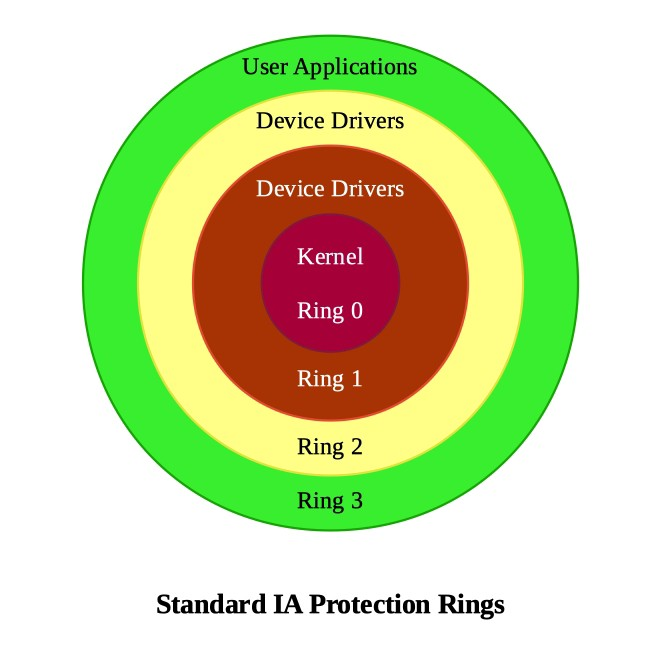 User Applications
Device Drivers
Device Drivers
Kernel
Ring 0
Ring 1
Ring 2
Ring 3
Standard IA Protection Rings